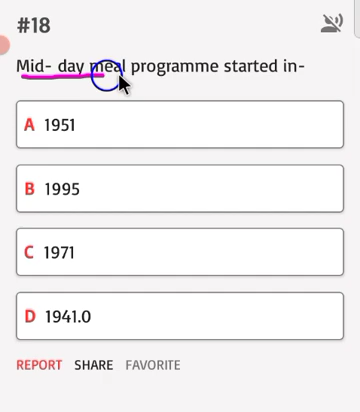 #18
Mid- day meal programme started in-
A 1951
B 1995
C 1971
D 1941.0
REPORT SHARE FAVORITE